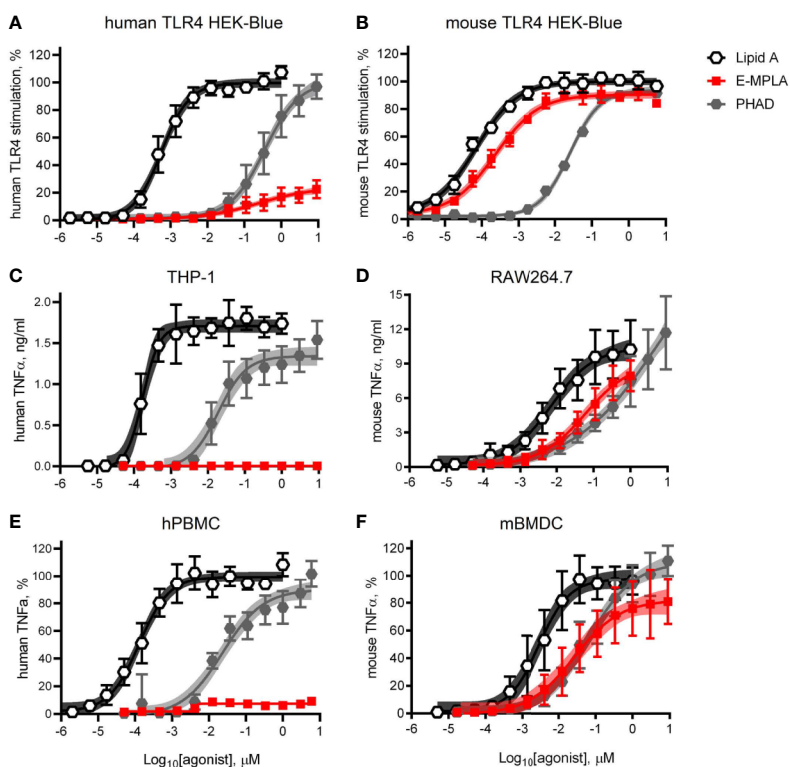 A
human TLR4 HEK-Blue
human TLR4 stimulation, %
120
100
80
60
40
20
0
-6 -5 -4 -3 -2 -1 0 1
B
mouse TLR4 HEK-Blue
mouse TLR4 stimulation, %
120
100
80
60
40
20
0
-6 -5 -4 -3 -2 -1 0 1
Lipid A
E-MPLA
PHAD
C
THP-1
human TNFα, ng/ml
2.0
1.5
1.0
0.5
0.0
-6 -5 -4 -3 -2 -1 0 1
D
RAW264.7
mouse TNFα, ng/ml
15
12
9
6
3
0
-6 -5 -4 -3 -2 -1 0 1
E
hPBMC
human TNFa, %
120
100
80
60
40
20
0
-6 -5 -4 -3 -2 -1 0 1
Log10[agonist], μM
F
mBMDC
mouse TNFα, %
120
100
80
60
40
20
0
-6 -5 -4 -3 -2 -1 0 1
Log10[agonist], μM